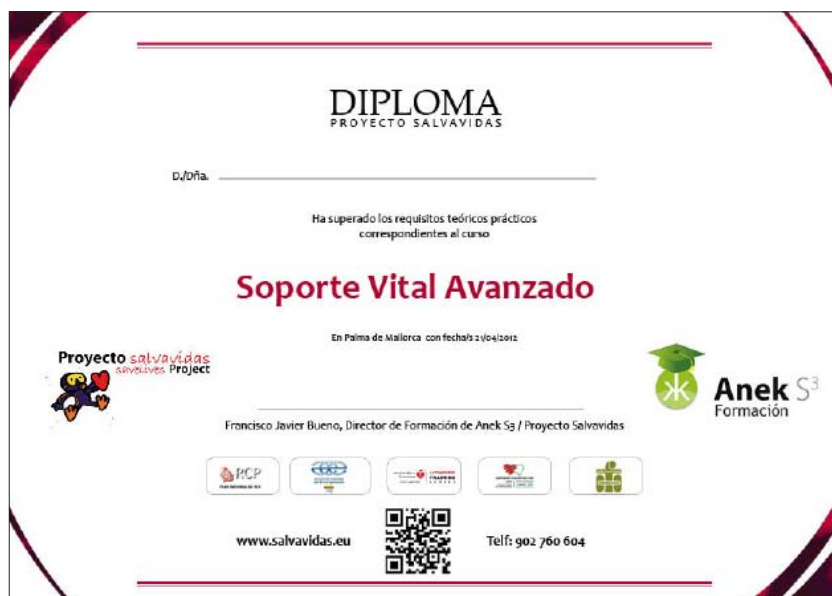 DIPLOMA
PROYECTO SALVAVIDAS
D./Dña.
Ha superado los requisitos teóricos prácticos
correspondientes al curso
Soporte Vital Avanzado
En Palma de Mallorca con fecha/s 21/04/2012
Proyecto salvavidas
savelives Project
Anek S³
Formación
Francisco Javier Bueno, Director de Formación de Anek S3 / Proyecto Salvavidas
RCP
www.salvavidas.eu
Telf: 902 760 604